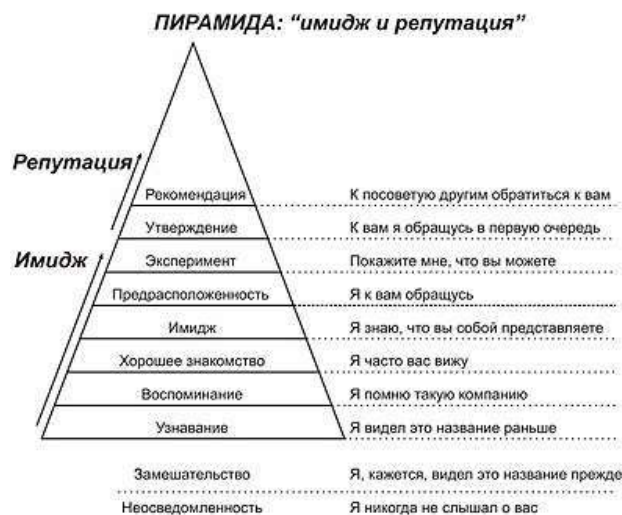 ПИРАМИДА: “имидж и репутация”
Репутация
Имидж
Рекомендация К посоветую другим обратиться к вам
Утверждение К вам я обращусь в первую очередь
Эксперимент Покажите мне, что вы можете
Предрасположенность Я к вам обращусь
Имидж Я знаю, что вы собой представляете
Хорошее знакомство Я часто вас вижу
Воспоминание Я помню такую компанию
Узнавание Я видел это название раньше
Замешательство Я, кажется, видел это название прежде
Неосведомленность Я никогда не слышал о вас